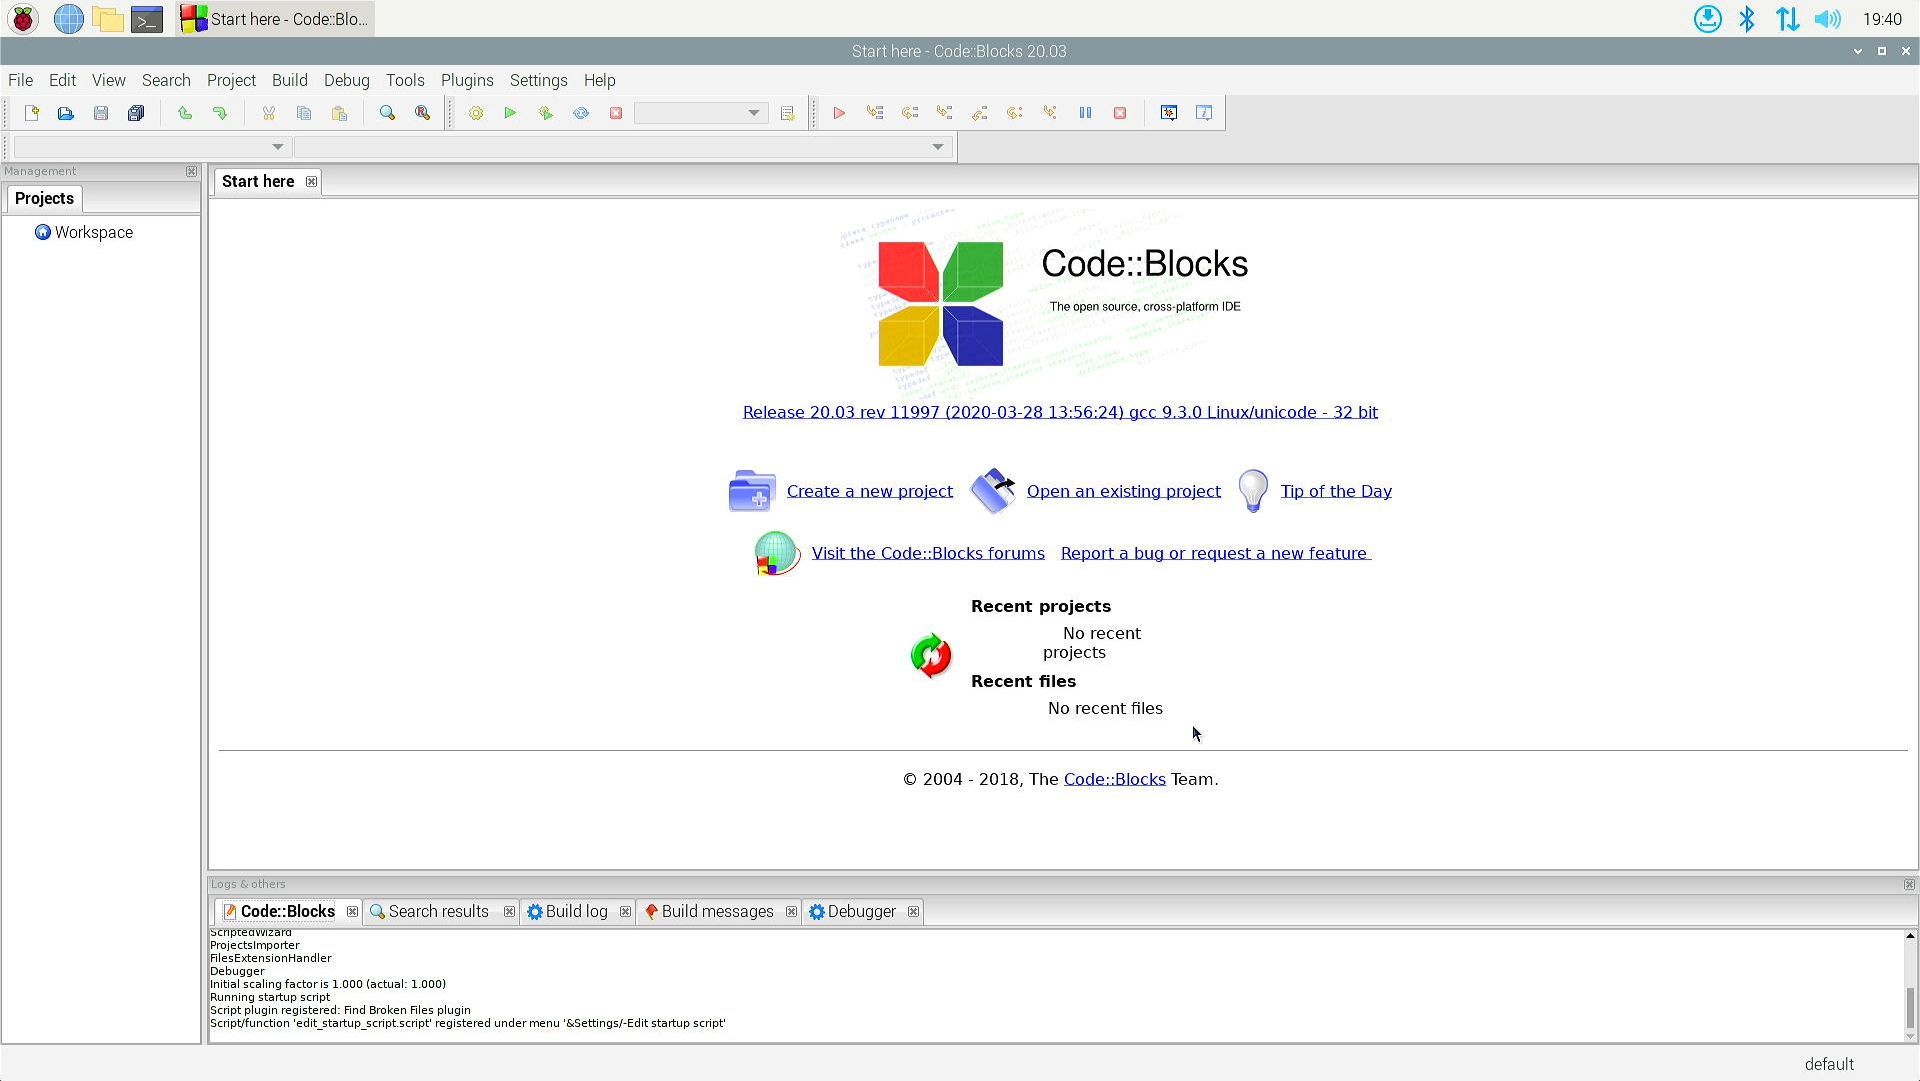 Start here - Code::Blo...
19:40
Start here - Code::Blocks 20.03
File Edit View Search Project Build Debug Tools Plugins Settings Help
Management
Projects
Workspace
Start here
Code::Blocks
The open source, cross-platform IDE
Release 20.03 rev 11997 (2020-03-28 13:56:24) gcc 9.3.0 Linux/unicode - 32 bit
Create a new project Open an existing project Tip of the Day
Visit the Code::Blocks forums Report a bug or request a new feature
Recent projects
No recent
projects
Recent files
No recent files
© 2004 - 2018, The Code::Blocks Team.
Logs & others
Code::Blocks Search results Build log Build messages Debugger
ScriptedWizard
ProjectsImporter
FilesExtensionHandler
Debugger
Initial scaling factor is 1.000 (actual: 1.000)
Running startup script
Script plugin registered: Find Broken Files plugin
Script/function 'edit_startup_script.script' registered under menu '&Settings/-Edit startup script'
default